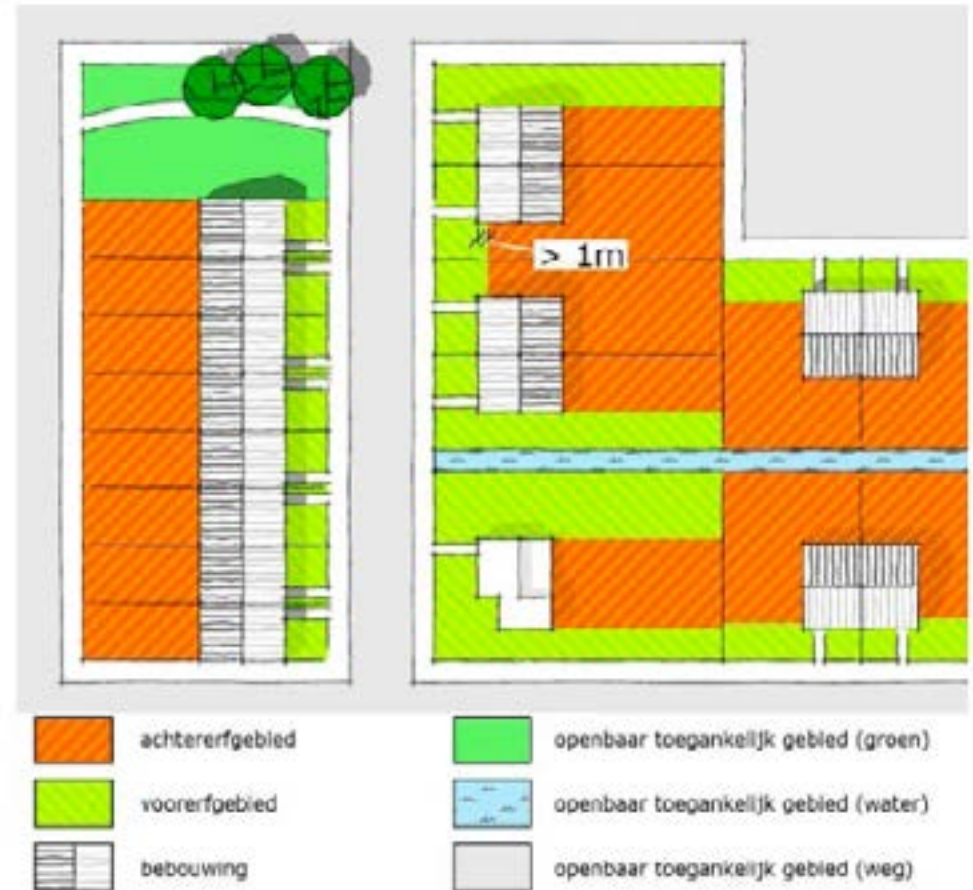 > 1m
achtererfgebied
openbaar toegankelijk gebied (groen)
voorerfgebied
openbaar toegankelijk gebied (water)
bebouwing
openbaar toegankelijk gebied (weg)